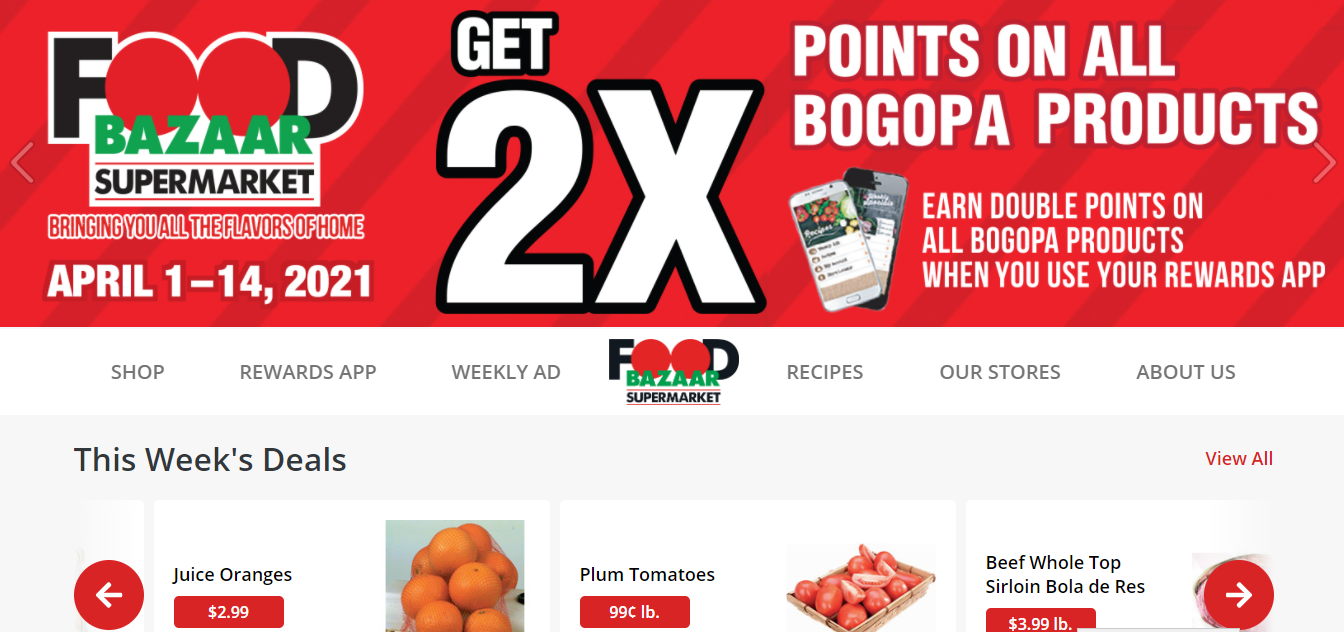 FOOD
BAZAAR
SUPERMARKET
BRINGING YOU ALL THE FLAVORS OF HOME
APRIL 1–14, 2021
GET
2X
POINTS ON ALL
BOGOPA PRODUCTS
Recipes
EARN DOUBLE POINTS ON
ALL BOGOPA PRODUCTS
WHEN YOU USE YOUR REWARDS APP
SHOP
REWARDS APP
WEEKLY AD
FOOD
BAZAAR
SUPERMARKET
RECIPES
OUR STORES
ABOUT US
This Week's Deals
View All
Juice Oranges
$2.99
Plum Tomatoes
99¢ lb.
Beef Whole Top
Sirloin Bola de Res
$3.99 lb.